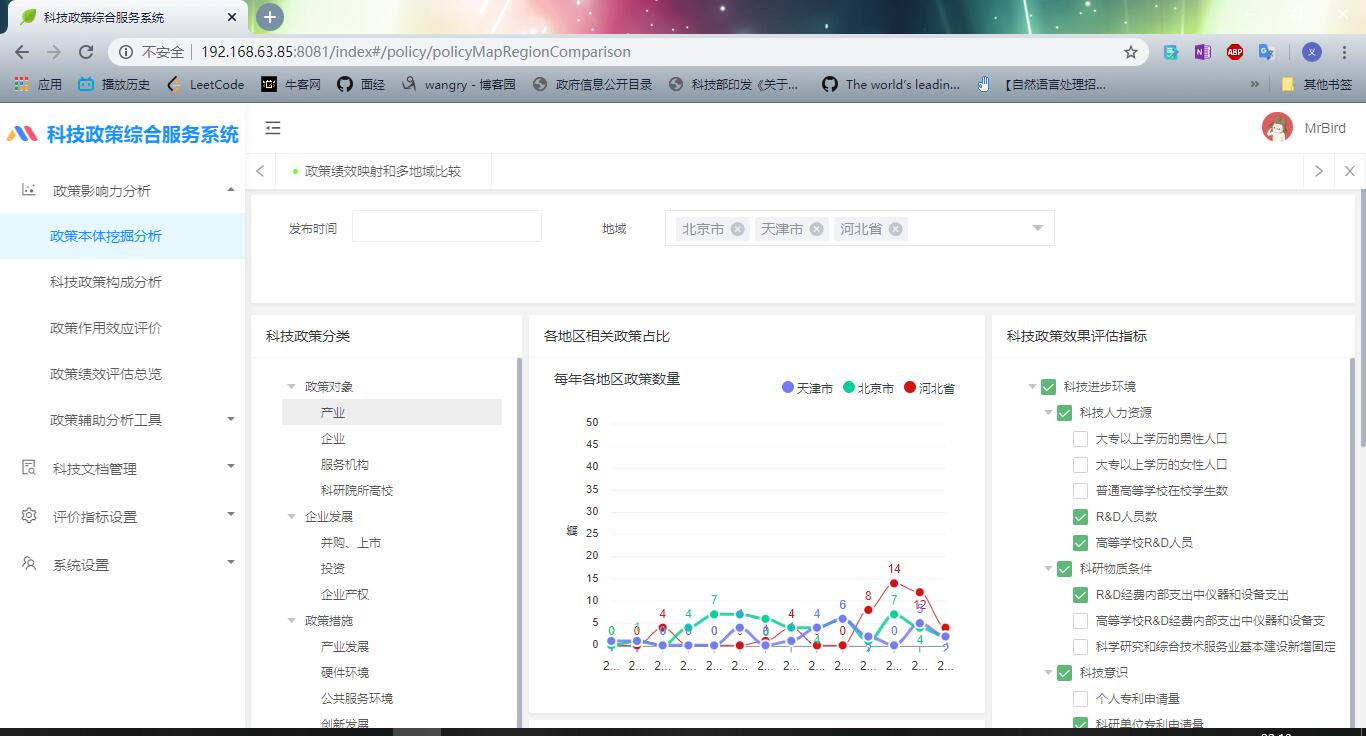 科技政策综合服务系统
不安全 192.168.63.85:8081/index#/policy/policyMapRegionComparison
ABP
义
应用 播放历史 LeetCode 牛客网 面经 wangry - 博客园 政府信息公开目录 科技部印发《关于... The world's leadin... 【自然语言处理招... » 其他书签
科技政策综合服务系统
MrBird
政策影响力分析
政策本体挖掘分析
科技政策构成分析
政策作用效应评价
政策绩效评估总览
政策辅助分析工具
科技文档管理
评价指标设置
系统设置
政策绩效映射和多地域比较
发布时间
地域 北京市 天津市 河北省
科技政策分类
政策对象
产业
企业
服务机构
科研院所高校
企业发展
并购、上市
投资
企业产权
政策措施
产业发展
硬件环境
公共服务环境
创新发展
各地区相关政策占比
每年各地区政策数量
天津市 北京市 河北省
50
45
40
35
30
25
20
15
10
5
0
数量
14
8
12
7
7
6
5
4
4
4
4
4
0
0
0
0
0
2... 2... 2... 2... 2... 2... 2... 2... 2... 2... 2... 2... 2... 2...
科技政策效果评估指标
科技进步环境
科技人力资源
大专以上学历的男性人口
大专以上学历的女性人口
普通高等学校在校学生数
R&D人员数
高等学校R&D人员
科研物质条件
R&D经费内部支出中仪器和设备支出
高等学校R&D经费内部支出中仪器和设备支
科学研究和综合技术服务业基本建设新增固定
科技意识
个人专利申请量
科研单位专利申请量